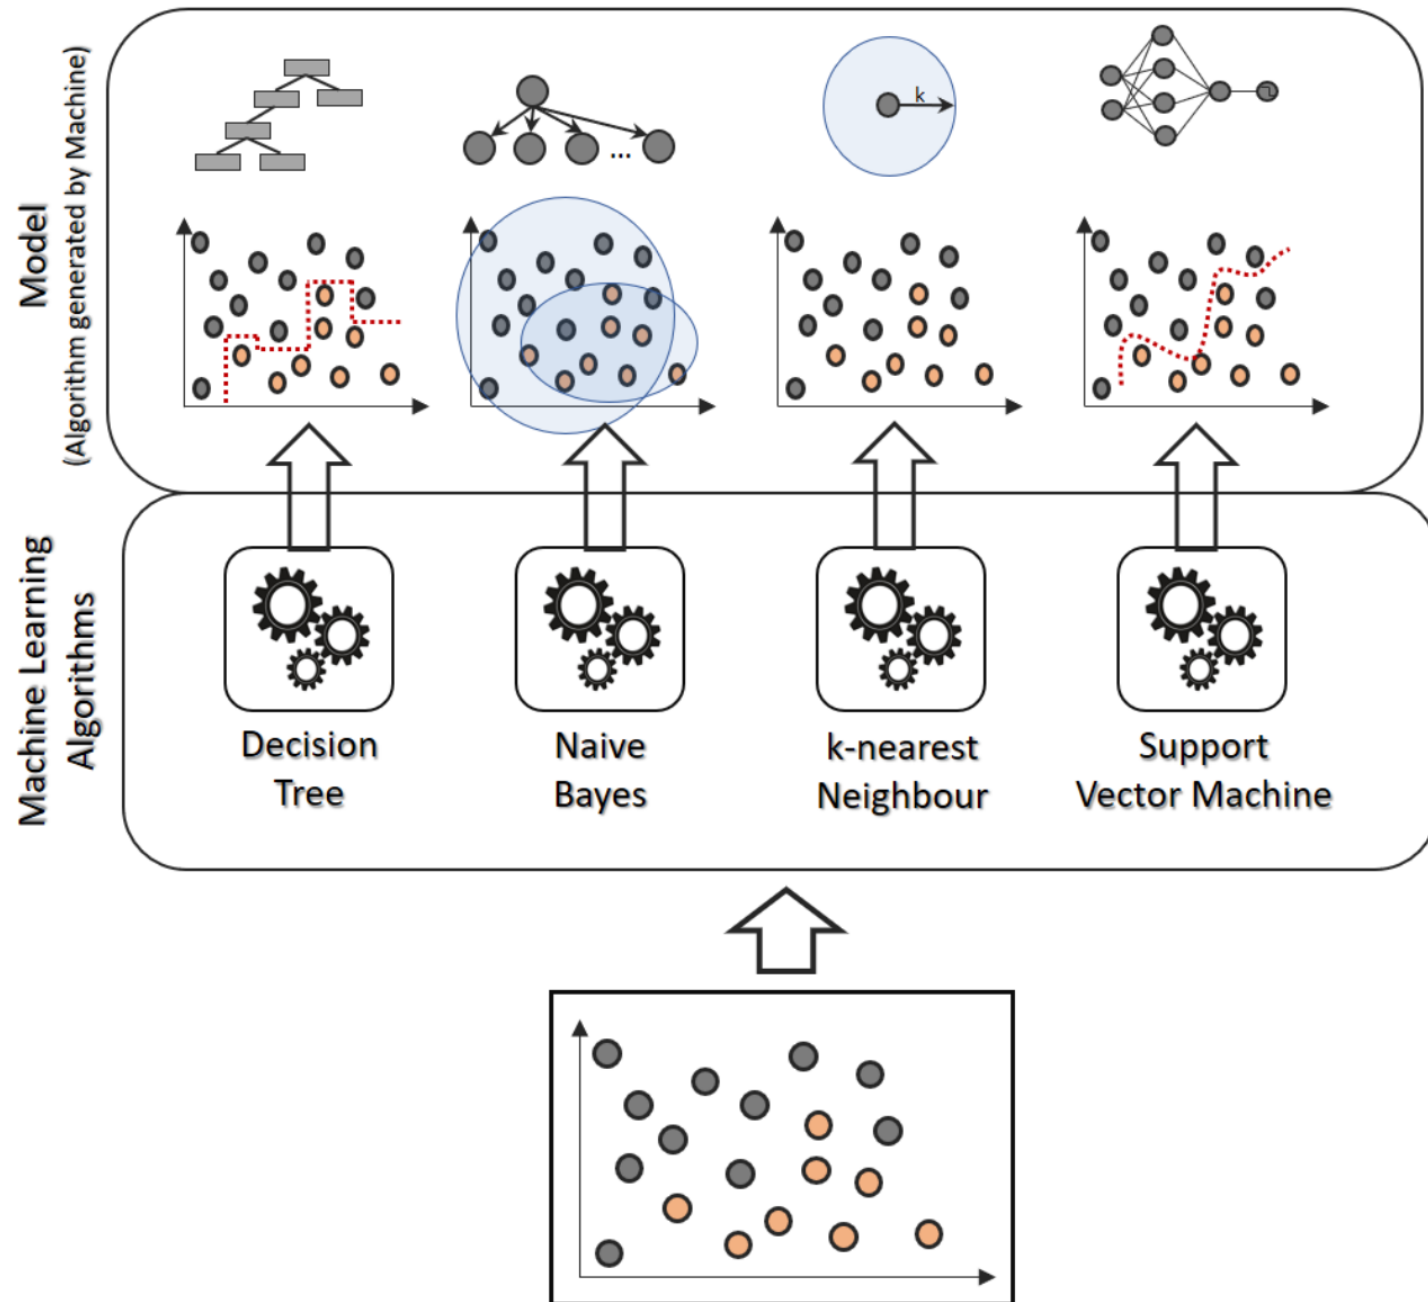 Model
(Algorithm generated by Machine)
k
...
Machine Learning
Algorithms
Decision
Tree
Naive
Bayes
k-nearest
Neighbour
Support
Vector Machine